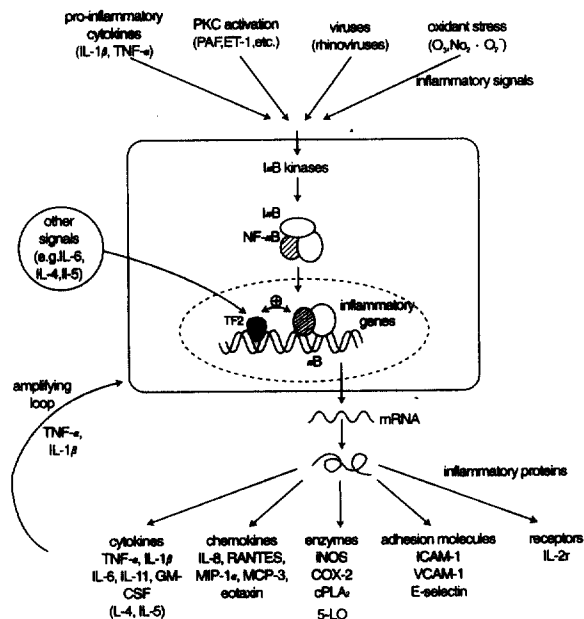 pro-inflammatory
cytokines
(IL-1β, TNF-α)
PKC activation
(PAF,ET-1,etc.)
viruses
(rhinoviruses)
oxidant stress
(O₃,No₂ · O₂⁻)
inflammatory signals
IκB kinases
IκB
NF-κB
other
signals
(e.g.IL-6,
IL-4,Il-5)
TF2
⊕
inflammatory
genes
κB
amplifying
loop
TNF-α,
IL-1β
mRNA
inflammatory proteins
cytokines
TNF-α, IL-1β
IL-6, IL-11, GM-
CSF
(L-4, IL-5)
chemokines
IL-8, RANTES,
MIP-1α, MCP-3,
eotaxin
enzymes
iNOS
COX-2
cPLA₂
5-LO
adhesion molecules
ICAM-1
VCAM-1
E-selectin
receptors
IL-2r